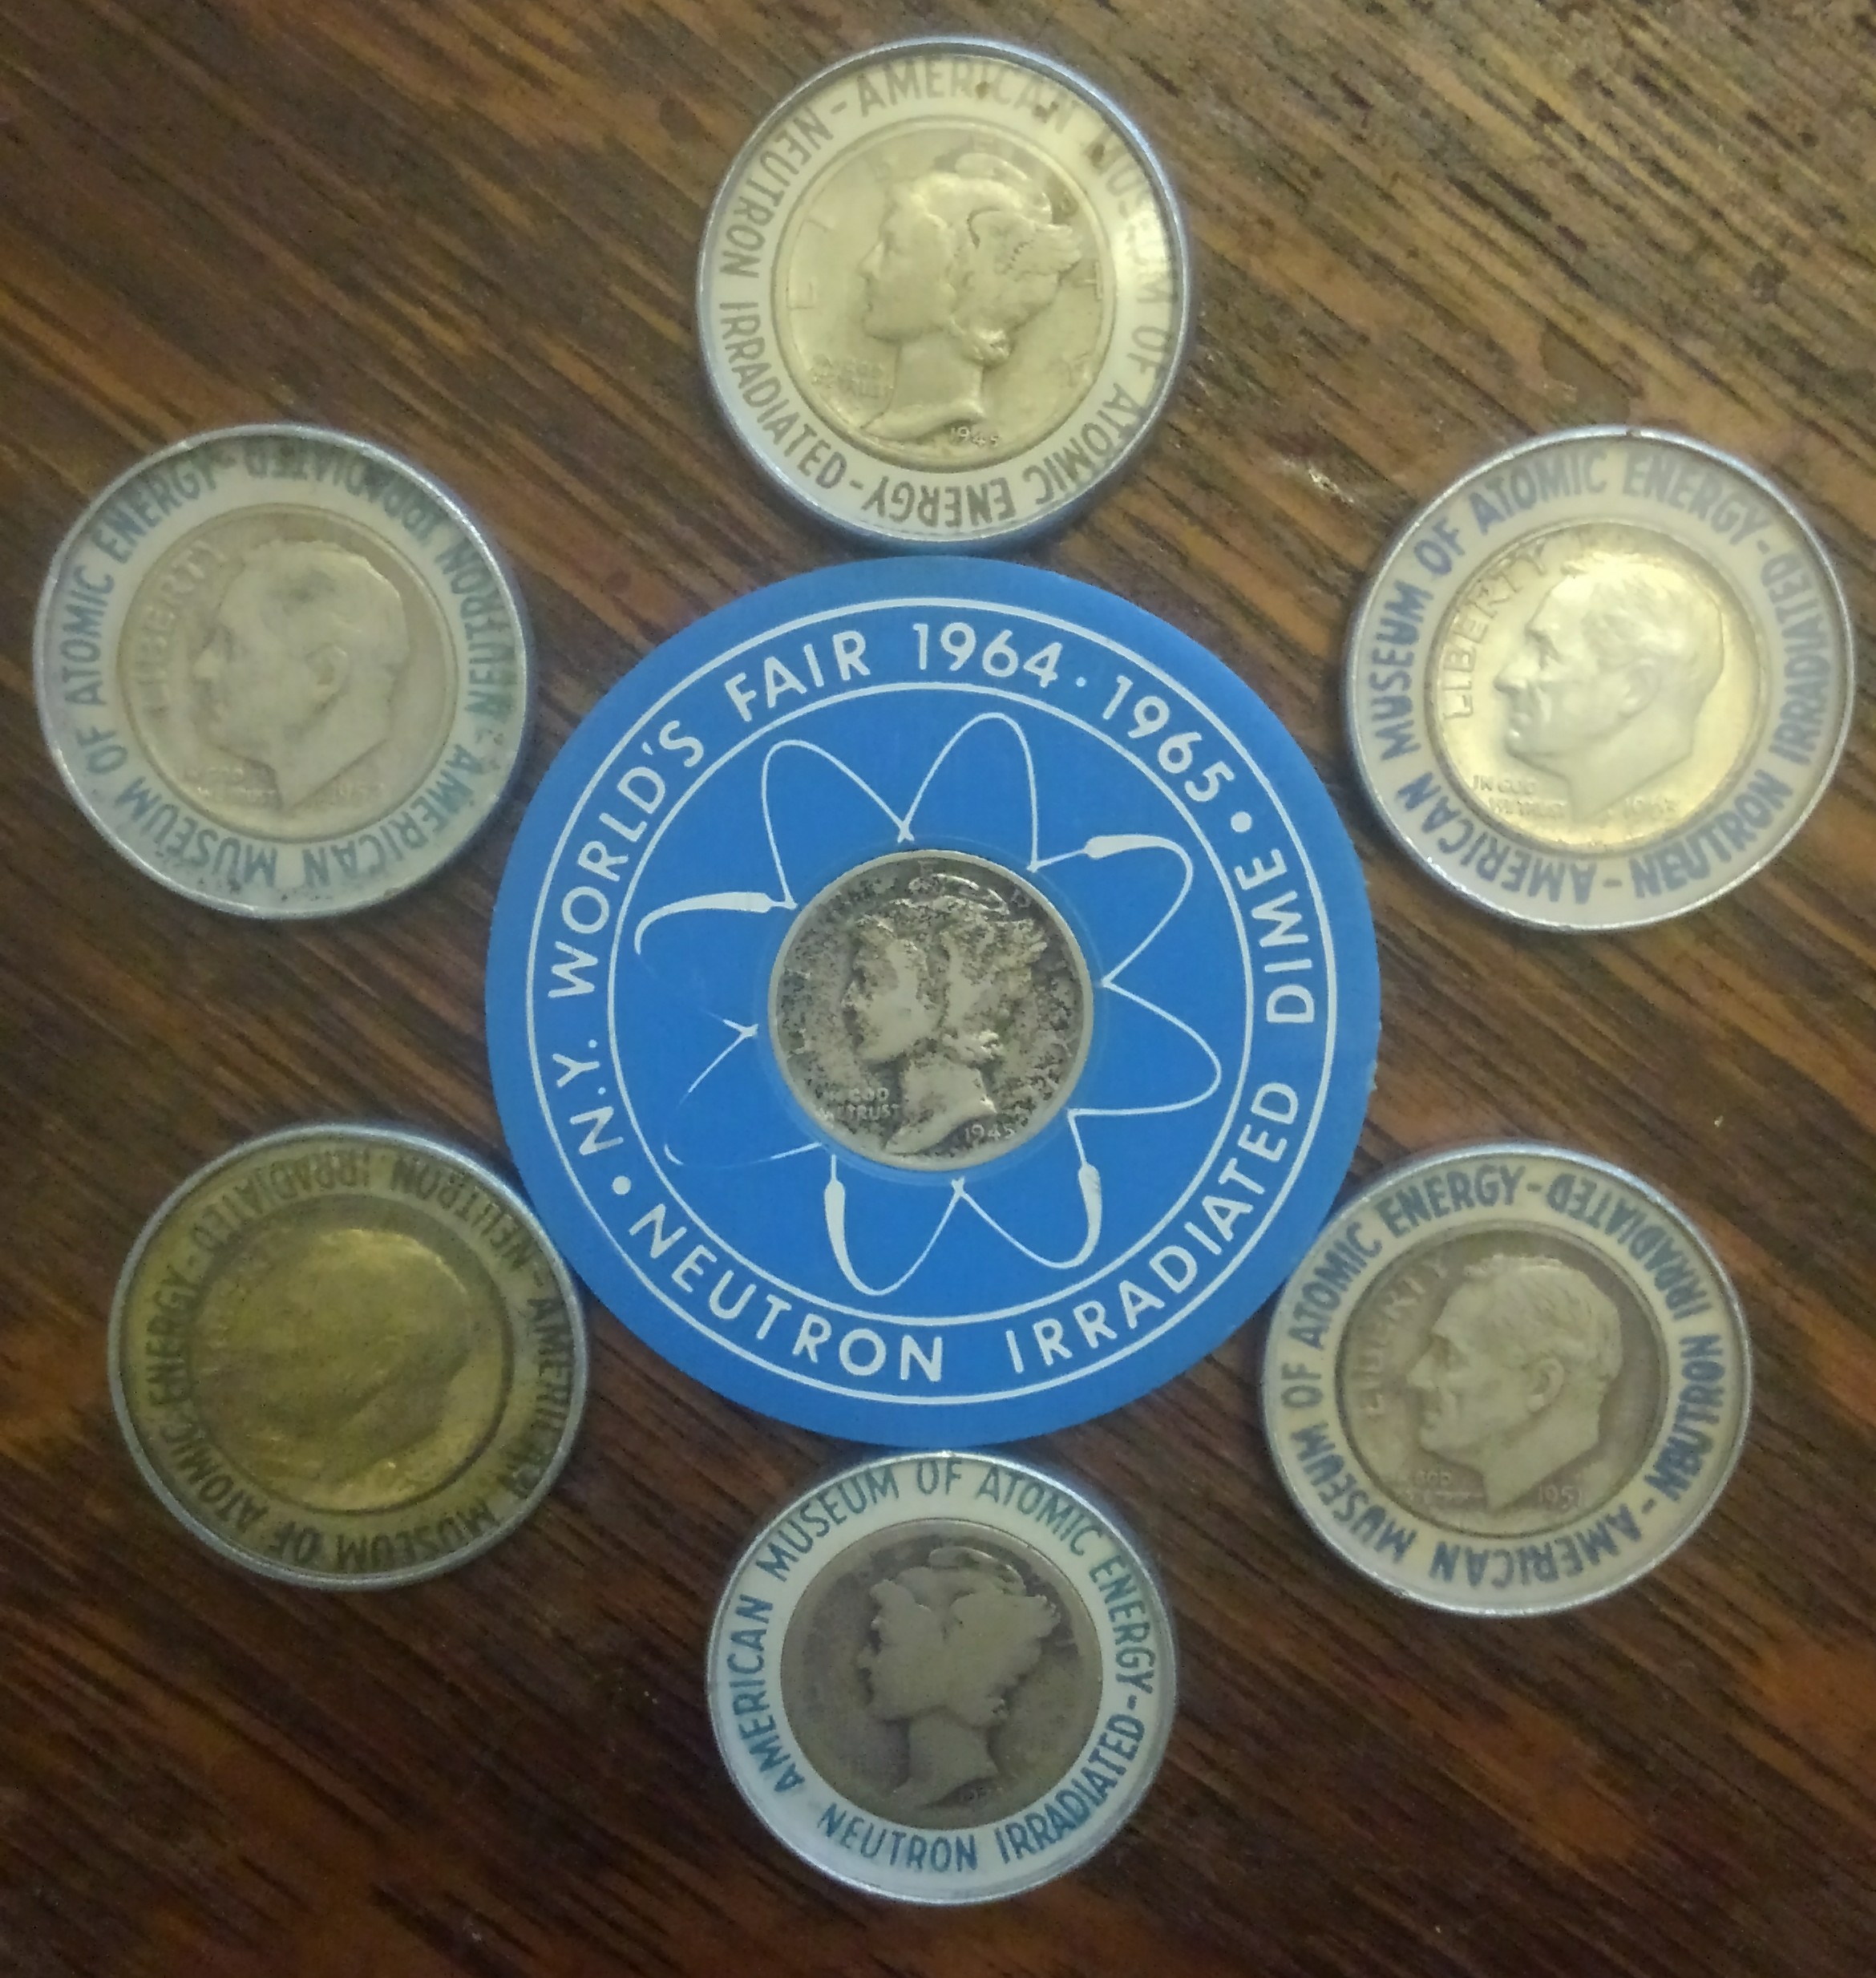 AMERICAN MUSEUM OF ATOMIC ENERGY-
NEUTRON IRRADIATED-
1945
AMERICAN MUSEUM OF ATOMIC ENERGY-
NEUTRON IRRADIATED-
LIBERTY
AMERICAN MUSEUM OF ATOMIC ENERGY-
NEUTRON IRRADIATED-
LIBERTY
IN GOD
N.Y. WORLD'S FAIR 1964·1965 •
NEUTRON IRRADIATED DIME •
IN GOD
WE TRUST
1945
AMERICAN MUSEUM OF ATOMIC ENERGY-
NEUTRON IRRADIATED-
AMERICAN MUSEUM OF ATOMIC ENERGY-
NEUTRON IRRADIATED-
LIBERTY
1951
AMERICAN MUSEUM OF ATOMIC ENERGY-
NEUTRON IRRADIATED-